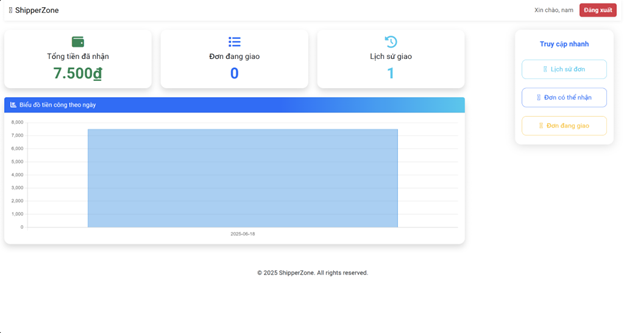 ShipperZone
Xin chào, nam
Đăng xuất
Tổng tiền đã nhận
7.500₫
Đơn đang giao
0
Lịch sử giao
1
Truy cập nhanh
Lịch sử đơn
Đơn có thể nhận
Đơn đang giao
Biểu đồ tiền công theo ngày
8,000
7,000
6,000
5,000
4,000
3,000
2,000
1,000
0
2025-06-18
© 2025 ShipperZone. All rights reserved.